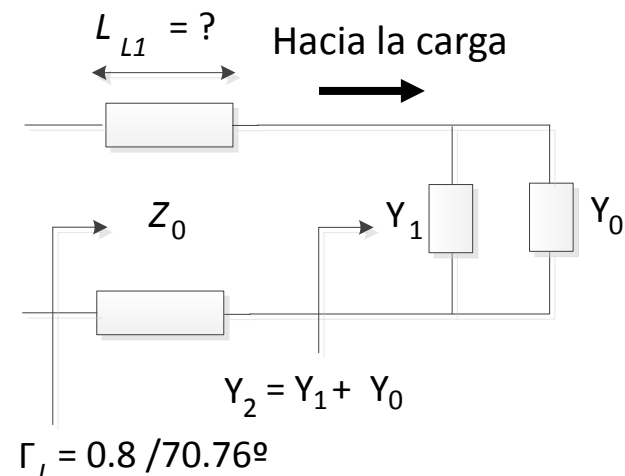 L L1 = ?
Hacia la carga
Z0
Y1
Y0
Y2 = Y1 + Y0
ΓL = 0.8 /70.76º